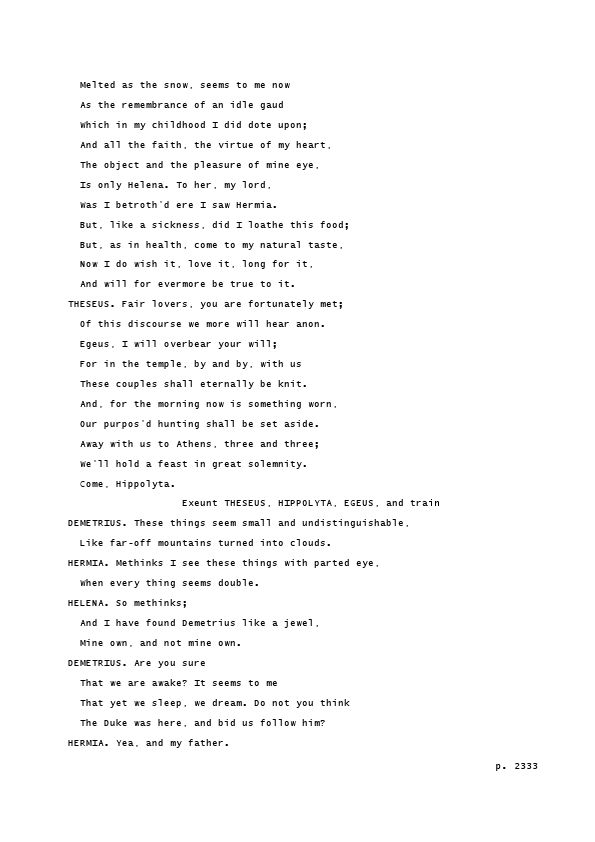 Melted as the snow, seems to me now
As the remembrance of an idle gaud
Which in my childhood I did dote upon;
And all the faith, the virtue of my heart,
The object and the pleasure of mine eye,
Is only Helena. To her, my lord,
Was I betroth'd ere I saw Hermia.
But, like a sickness, did I loathe this food;
But, as in health, come to my natural taste,
Now I do wish it, love it, long for it,
And will for evermore be true to it.
THESEUS. Fair lovers, you are fortunately met;
Of this discourse we more will hear anon.
Egeus, I will overbear your will;
For in the temple, by and by, with us
These couples shall eternally be knit.
And, for the morning now is something worn,
Our purpos'd hunting shall be set aside.
Away with us to Athens, three and three;
We'll hold a feast in great solemnity.
Come, Hippolyta.
Exeunt THESEUS, HIPPOLYTA, EGEUS, and train
DEMETRIUS. These things seem small and undistinguishable,
Like far-off mountains turned into clouds.
HERMIA. Methinks I see these things with parted eye,
When every thing seems double.
HELENA. So methinks;
And I have found Demetrius like a jewel,
Mine own, and not mine own.
DEMETRIUS. Are you sure
That we are awake? It seems to me
That yet we sleep, we dream. Do not you think
The Duke was here, and bid us follow him?
HERMIA. Yea, and my father.
p. 2333